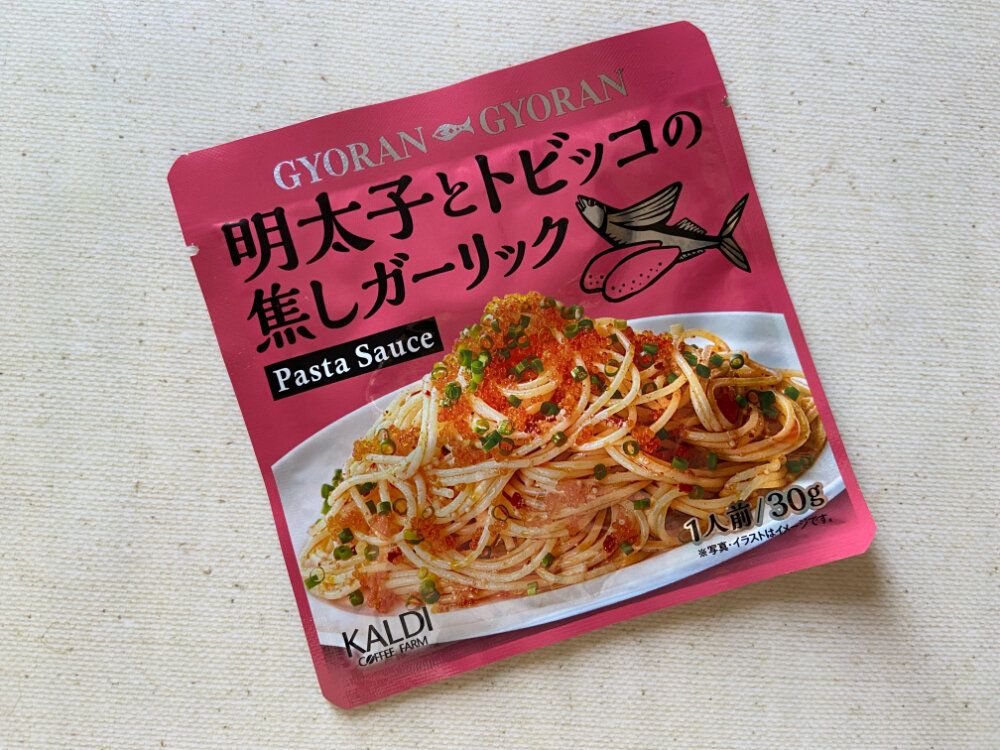 GYORAN GYORAN
明太子とトビッコの
焦しガーリック
Pasta Sauce
1人前/30g
※写真・イラストはイメージです。
KALDI
COFFEE FARM